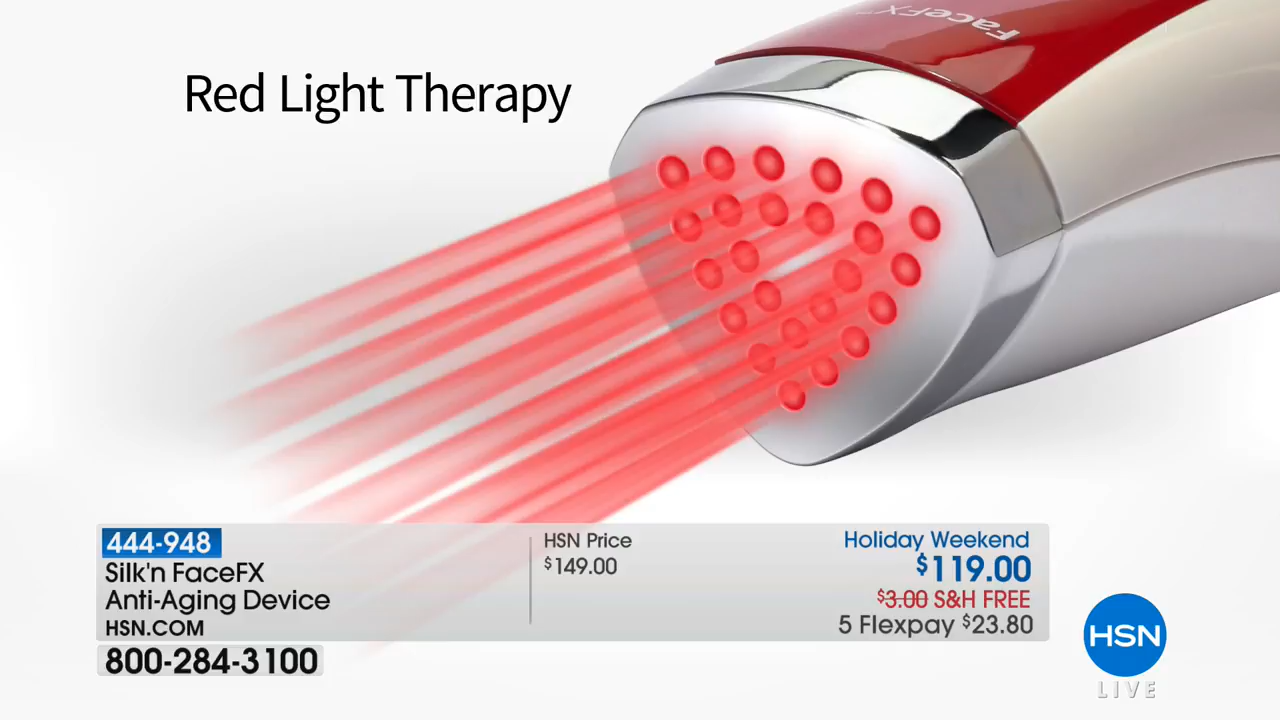 FaceFX
Red Light Therapy
444-948
Silk'n FaceFX
Anti-Aging Device
HSN.COM
800-284-3100
HSN Price
$149.00
Holiday Weekend
$119.00
$3.00 S&H FREE
5 Flexpay $23.80
HSN
LIVE